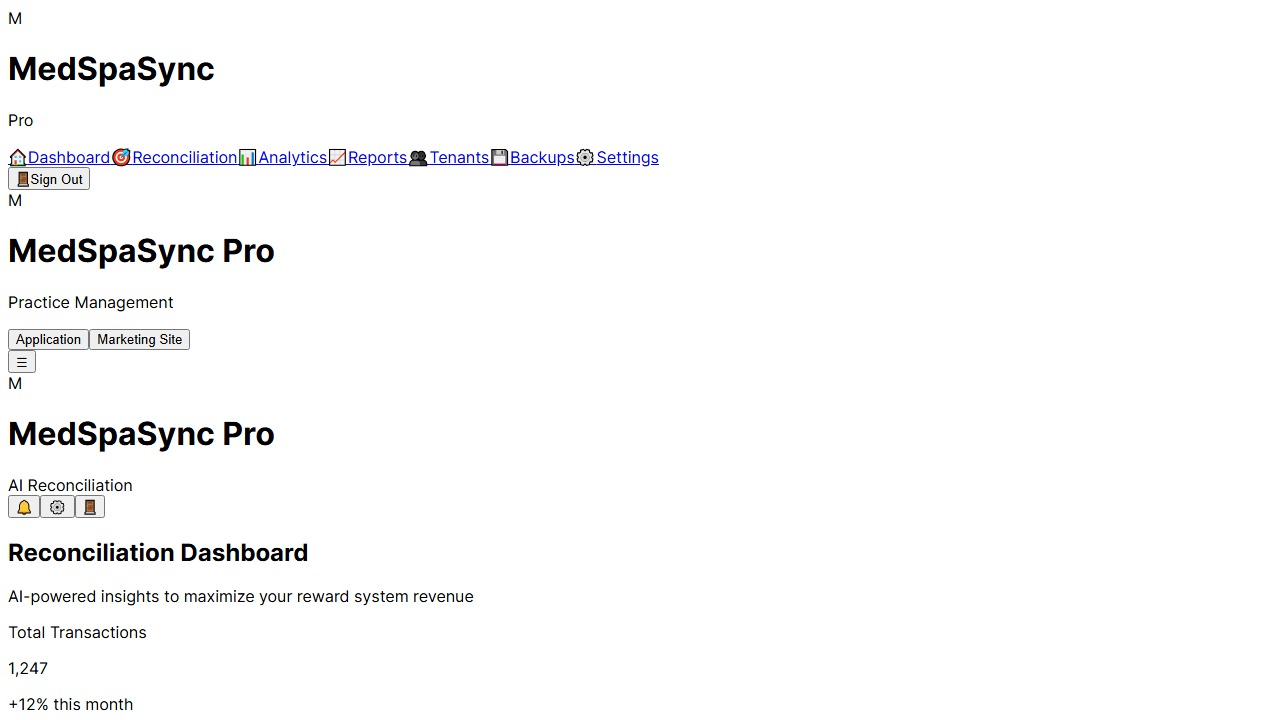 M
MedSpaSync
Pro
🏠Dashboard🎯Reconciliation📊Analytics📈Reports👥Tenants💾Backups⚙️Settings
🚪Sign Out
M
MedSpaSync Pro
Practice Management
Application Marketing Site
☰
M
MedSpaSync Pro
AI Reconciliation
🔔 ⚙️ 🚪
Reconciliation Dashboard
AI-powered insights to maximize your reward system revenue
Total Transactions
1,247
+12% this month